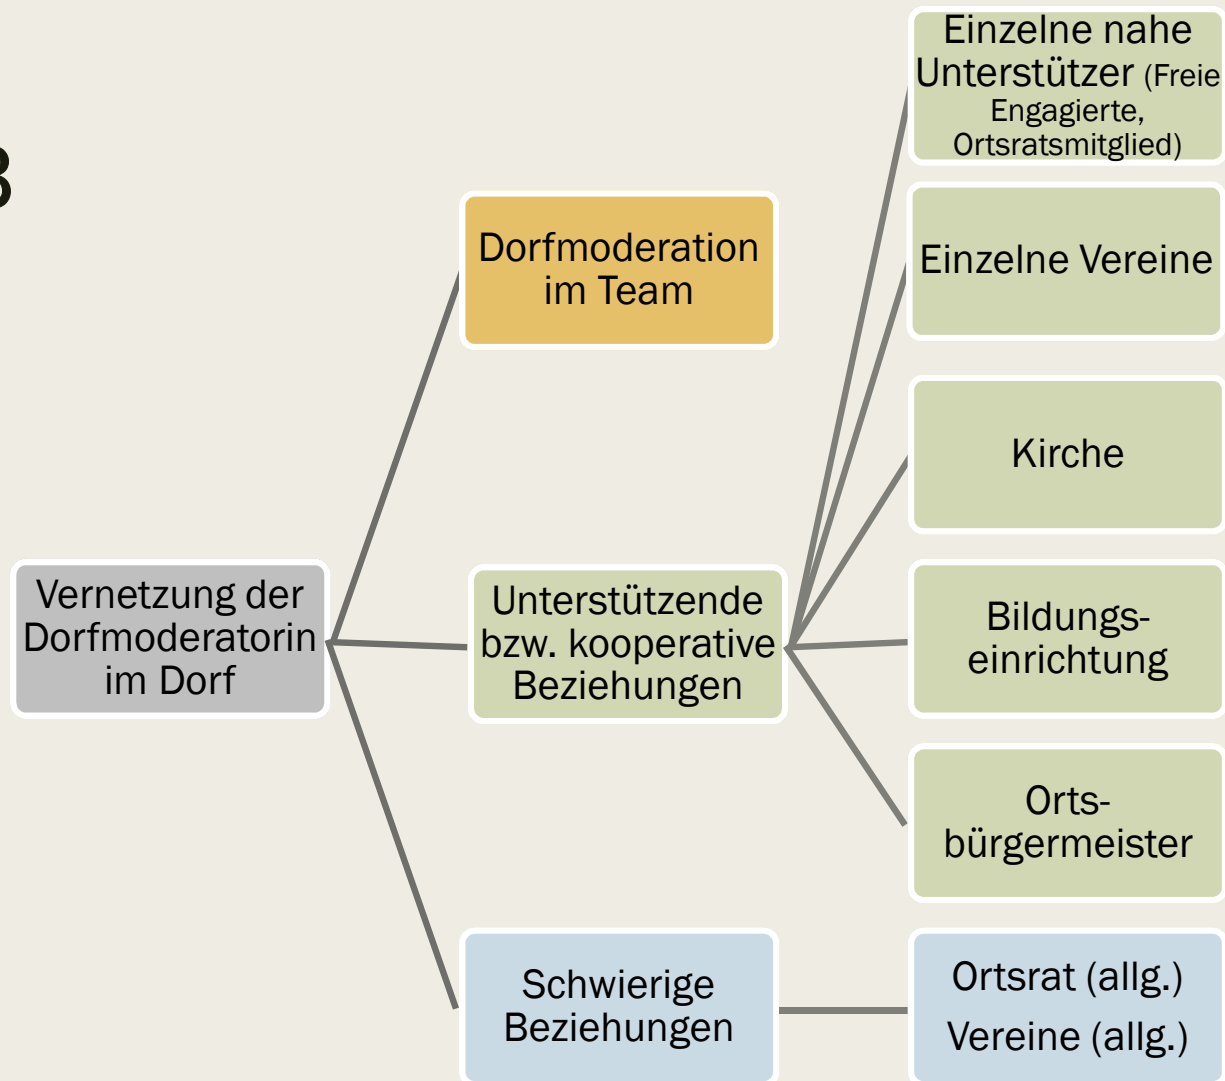 B
Vernetzung der
Dorfmoderatorin
im Dorf
Dorfmoderation
im Team
Unterstützende
bzw. kooperative
Beziehungen
Schwierige
Beziehungen
Einzelne nahe
Unterstützer (Freie
Engagierte,
Ortsratsmitglied)
Einzelne Vereine
Kirche
Bildungs-
einrichtung
Orts-
bürgermeister
Ortsrat (allg.)
Vereine (allg.)